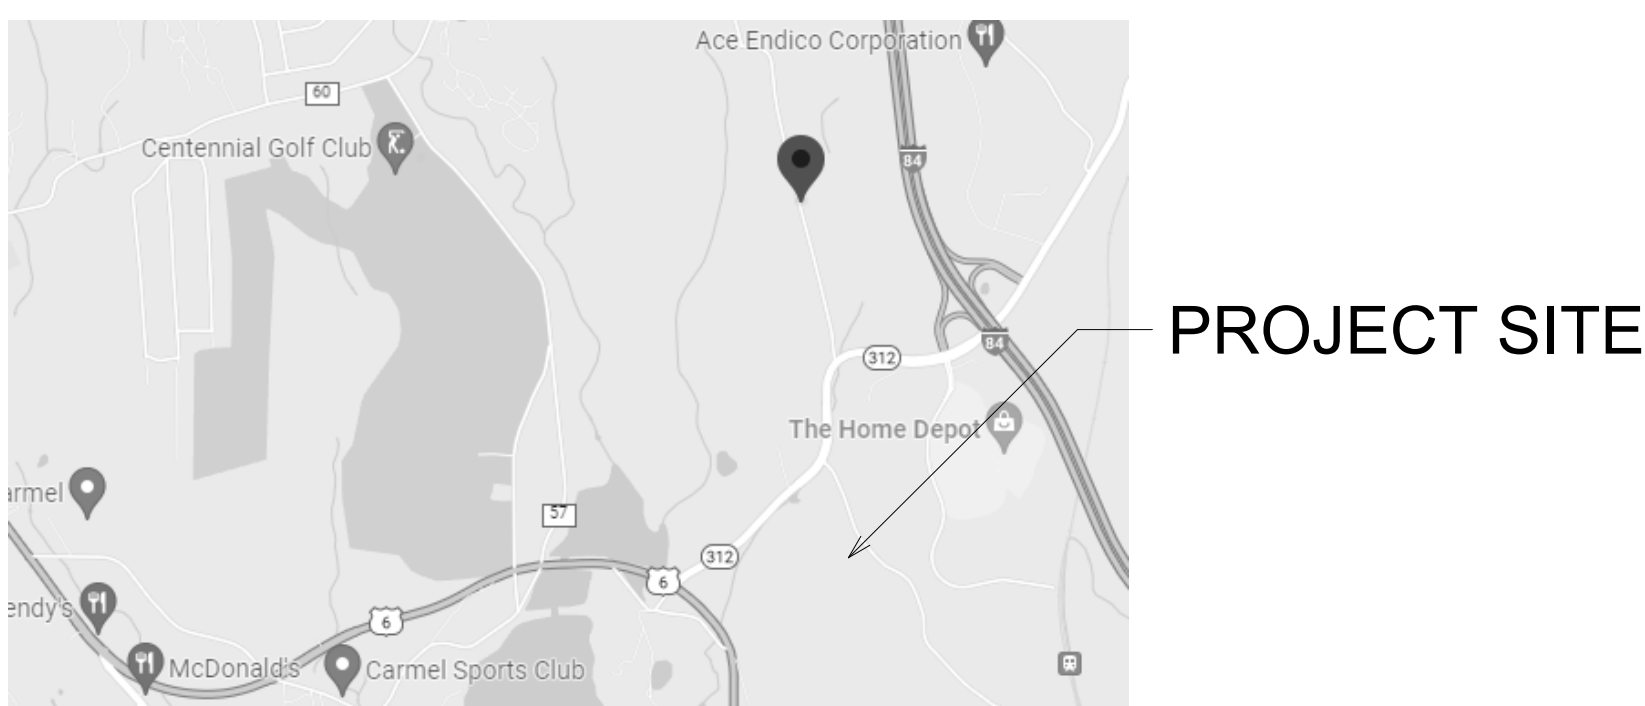 Ace Endico Corporation
60
Centennial Golf Club
84
PROJECT SITE
84
312
The Home Depot
armel
57
312
6
endy's
6
McDonald's
Carmel Sports Club